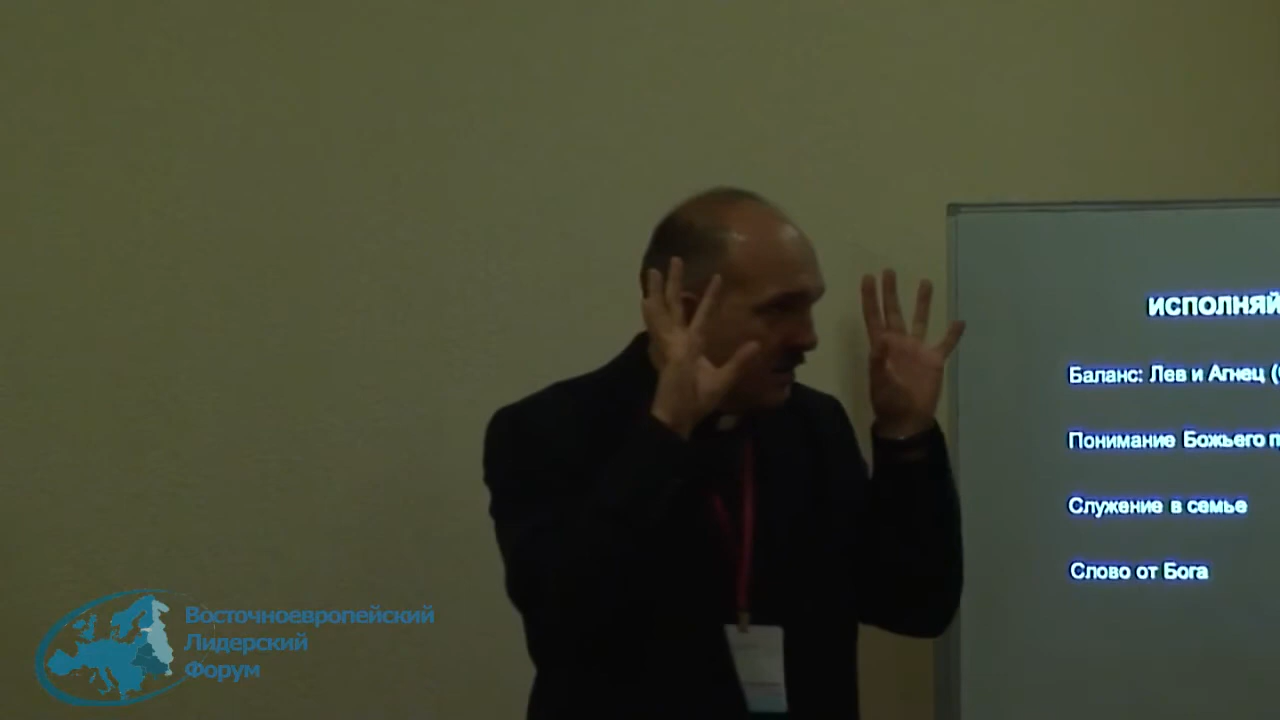 ИСПОЛНЯЙ
Баланс: Лев и Агнец (
Понимание Божьего п
Служение в семье
Слово от Бога
Восточноевропейский
Лидерский
Форум